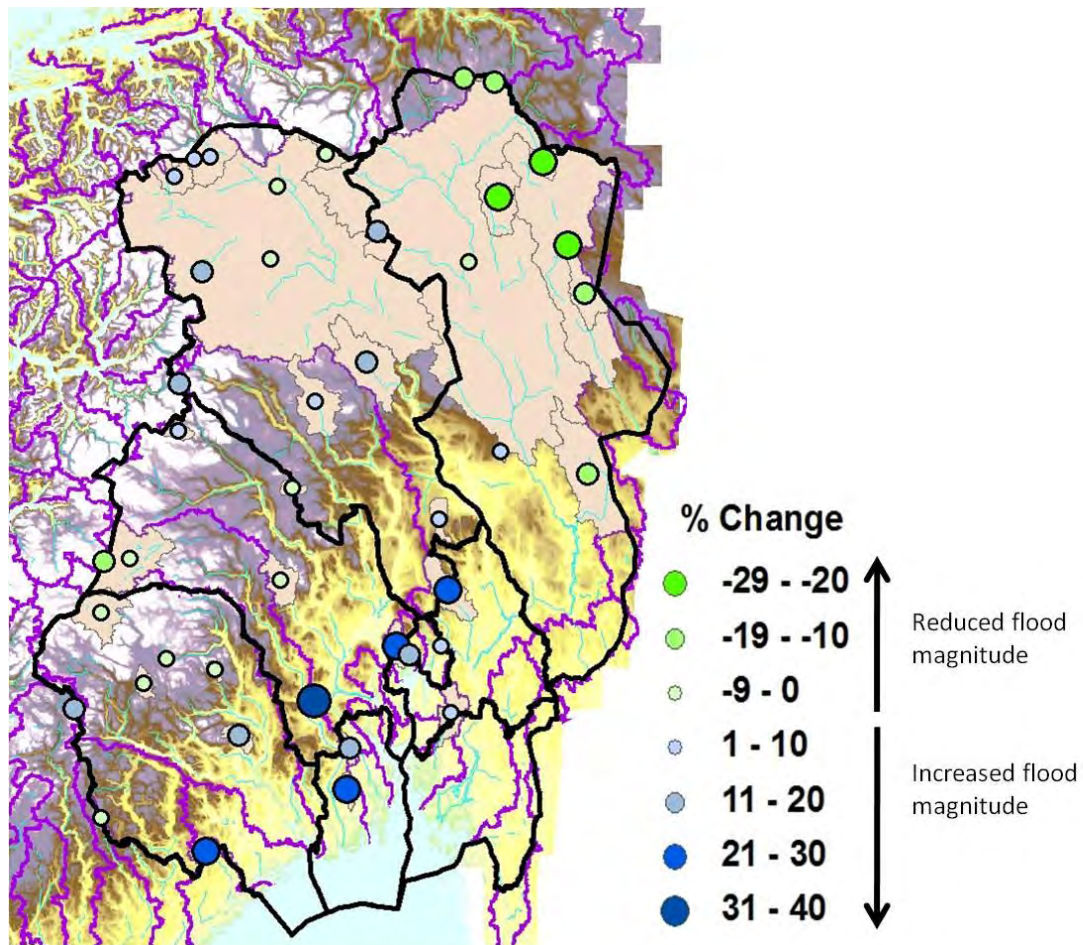 % Change
-29 - -20
-19 - -10
-9 - 0
1 - 10
11 - 20
21 - 30
31 - 40
Reduced flood
magnitude
Increased flood
magnitude